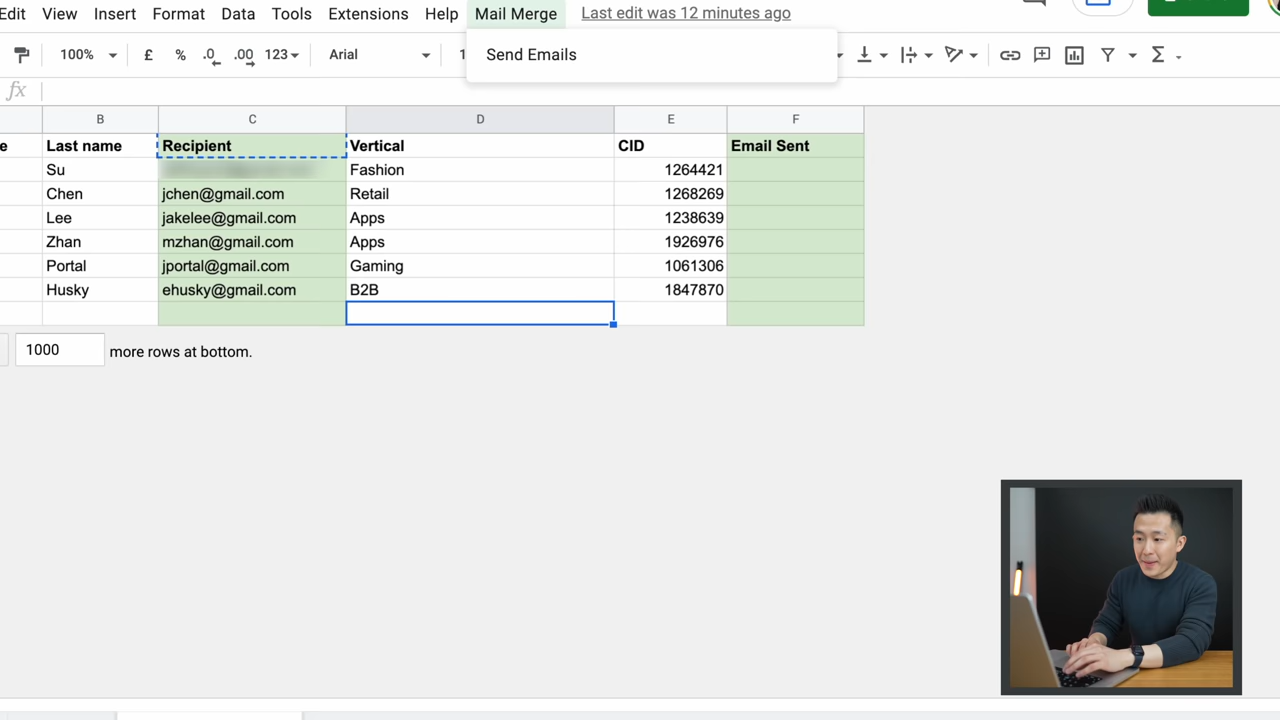 Edit View Insert Format Data Tools Extensions Help Mail Merge Last edit was 12 minutes ago
Send Emails
100% £ % .0 .00 123 Arial
fx
B C D E F
Last name Recipient Vertical CID Email Sent
Su Fashion 1264421
Chen jchen@gmail.com Retail 1268269
Lee jakelee@gmail.com Apps 1238639
Zhan mzhan@gmail.com Apps 1926976
Portal jportal@gmail.com Gaming 1061306
Husky ehusky@gmail.com B2B 1847870
1000 more rows at bottom.